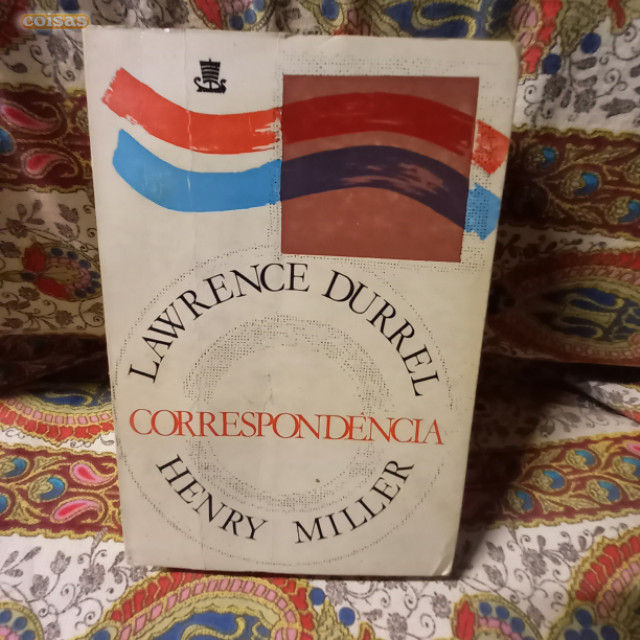 coisas
LAWRENCE DURREL
CORRESPONDÊNCIA
HENRY MILLER